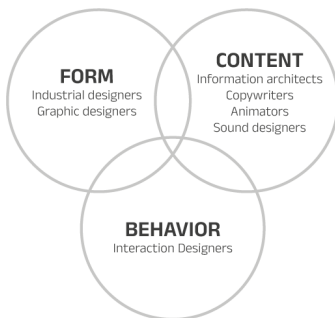 FORM
Industrial designers
Graphic designers
CONTENT
Information architects
Copywriters
Animators
Sound designers
BEHAVIOR
Interaction Designers